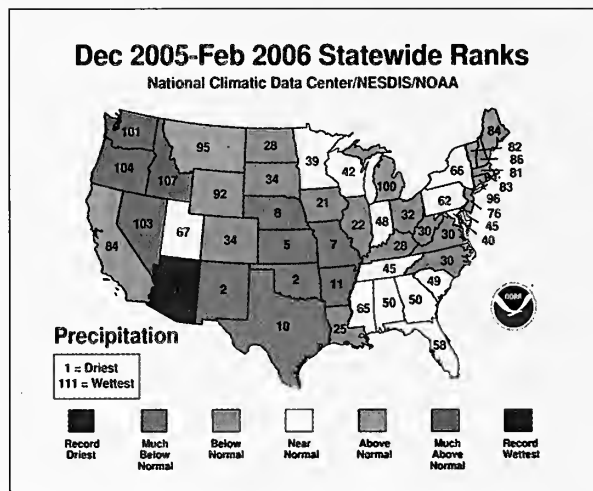 Dec 2005-Feb 2006 Statewide Ranks
National Climatic Data Center/NESDIS/NOAA
101
95
28
39
42
84
82
86
81
83
96
76
45
40
104
107
92
34
100
66
62
8
21
22
48
32
30
30
84
103
67
34
5
7
28
30
2
2
11
45
49
10
25
65
50
50
58
NOAA
Precipitation
1 = Driest
111 = Wettest
Record
Driest
Much
Below
Normal
Below
Normal
Near
Normal
Above
Normal
Much
Above
Normal
Record
Wettest